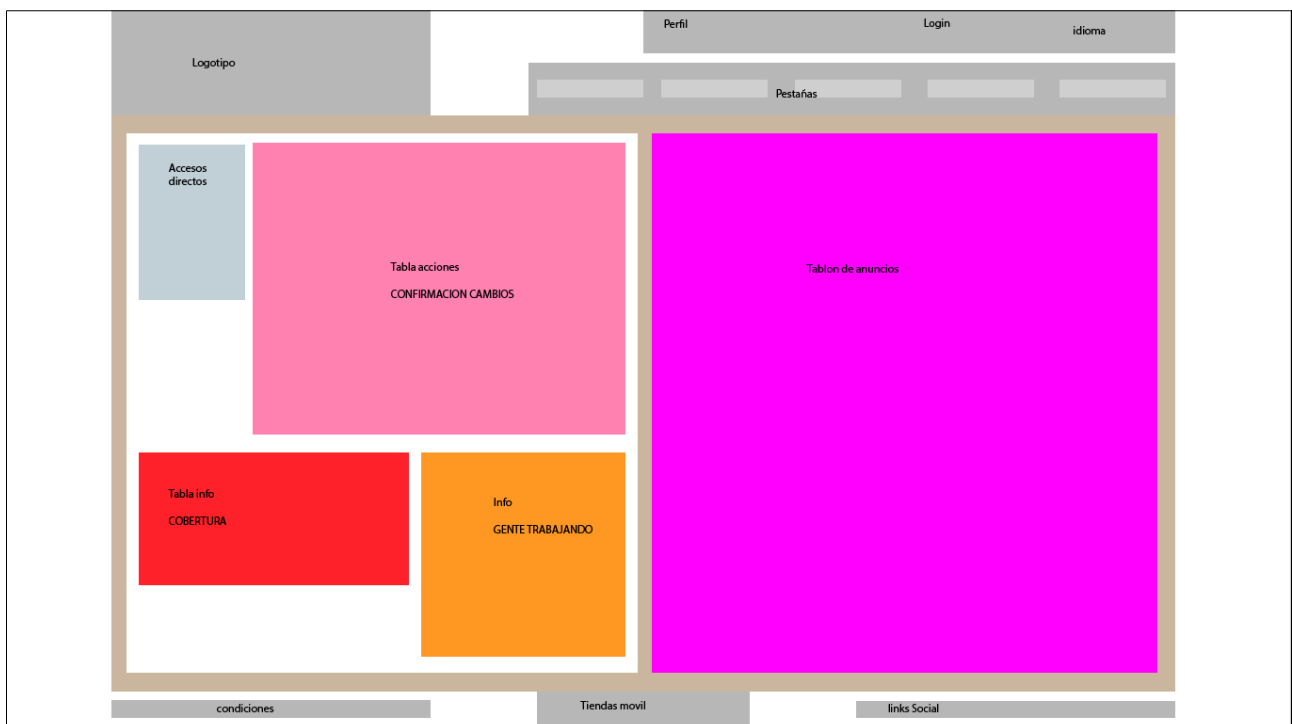 Perfil
Login
idioma
Logotipo
Pestañas
Accesos
directos
Tabla acciones
CONFIRMACION CAMBIOS
Tablon de anuncios
Tabla info
COBERTURA
Info
GENTE TRABAJANDO
condiciones
Tiendas movil
links Social